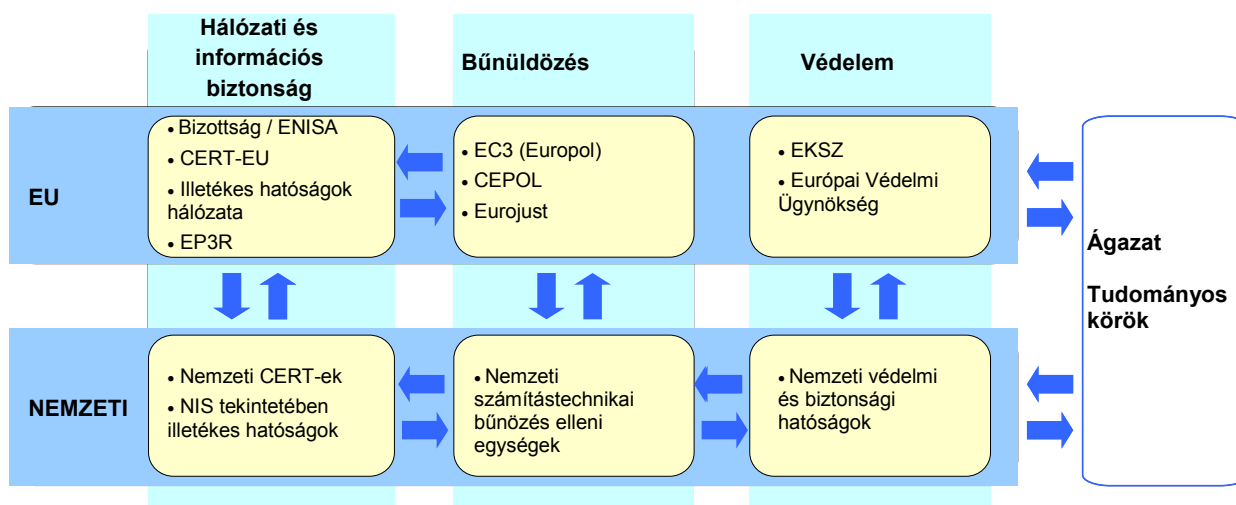 Hálózati és
információs
biztonság
Bűnüldözés
Védelem
EU
• Bizottság / ENISA
• CERT-EU
• Illetékes hatóságok
hálózata
• EP3R
• EC3 (Europol)
• CEPOL
• Eurojust
• EKSZ
• Európai Védelmi
Ügynökség
Ágazat
Tudományos
körök
NEMZETI
• Nemzeti CERT-ek
• NIS tekintetében
illetékes hatóságok
• Nemzeti
számítástechnikai
bűnözés elleni
egységek
• Nemzeti védelmi
és biztonsági
hatóságok